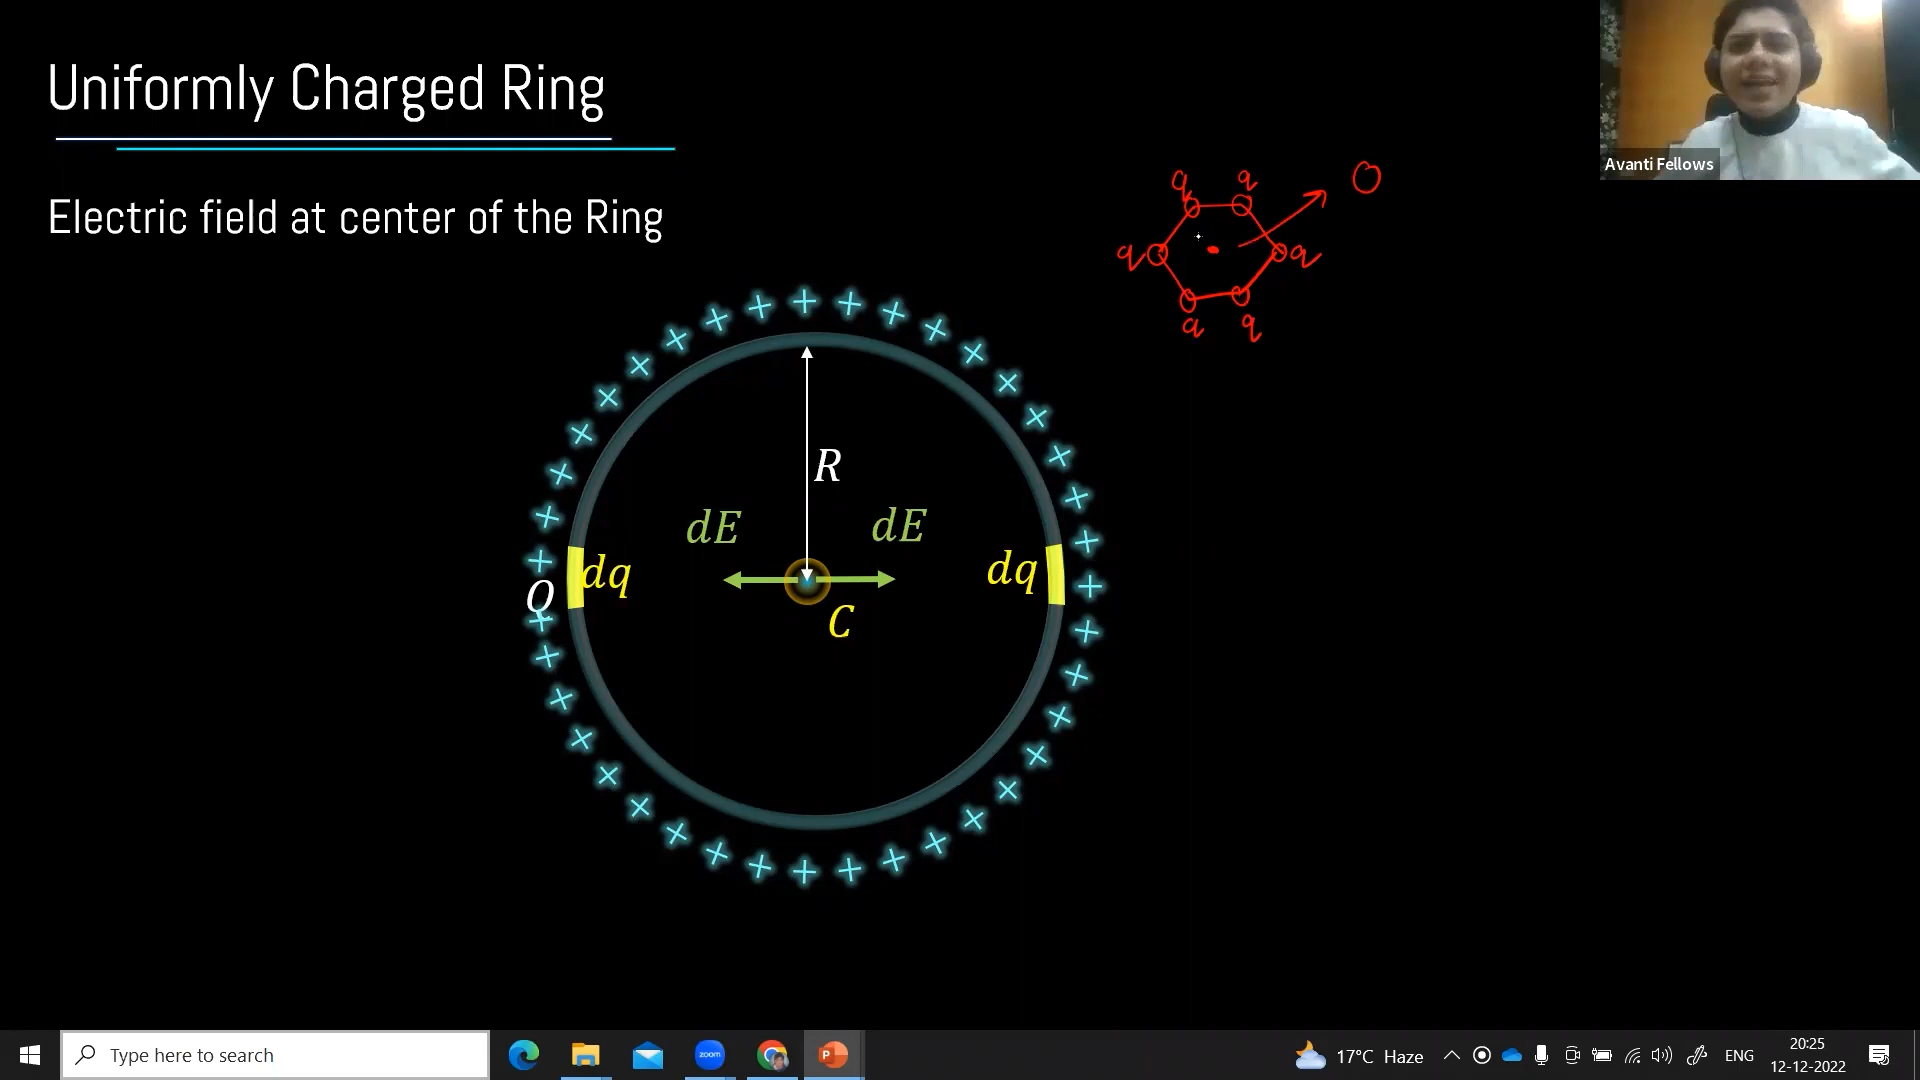 Uniformly Charged Ring
Electric field at center of the Ring
Avanti Fellows
q q O
q q
q q
R
dE dE
dq dq
Q
C
Type here to search
zoom
P
17°C Haze
ENG
20:25
12-12-2022